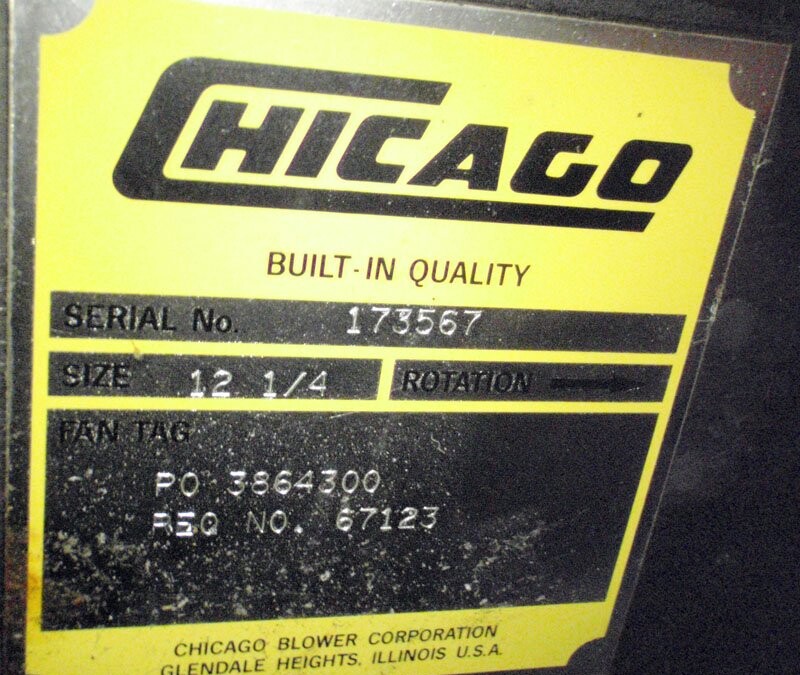 CHICAGO
BUILT-IN QUALITY
SERIAL No. 173567
SIZE 12 1/4 ROTATION
FAN TAG
PO 3864300
REQ NO. 67123
CHICAGO BLOWER CORPORATION
GLENDALE HEIGHTS, ILLINOIS U.S.A.